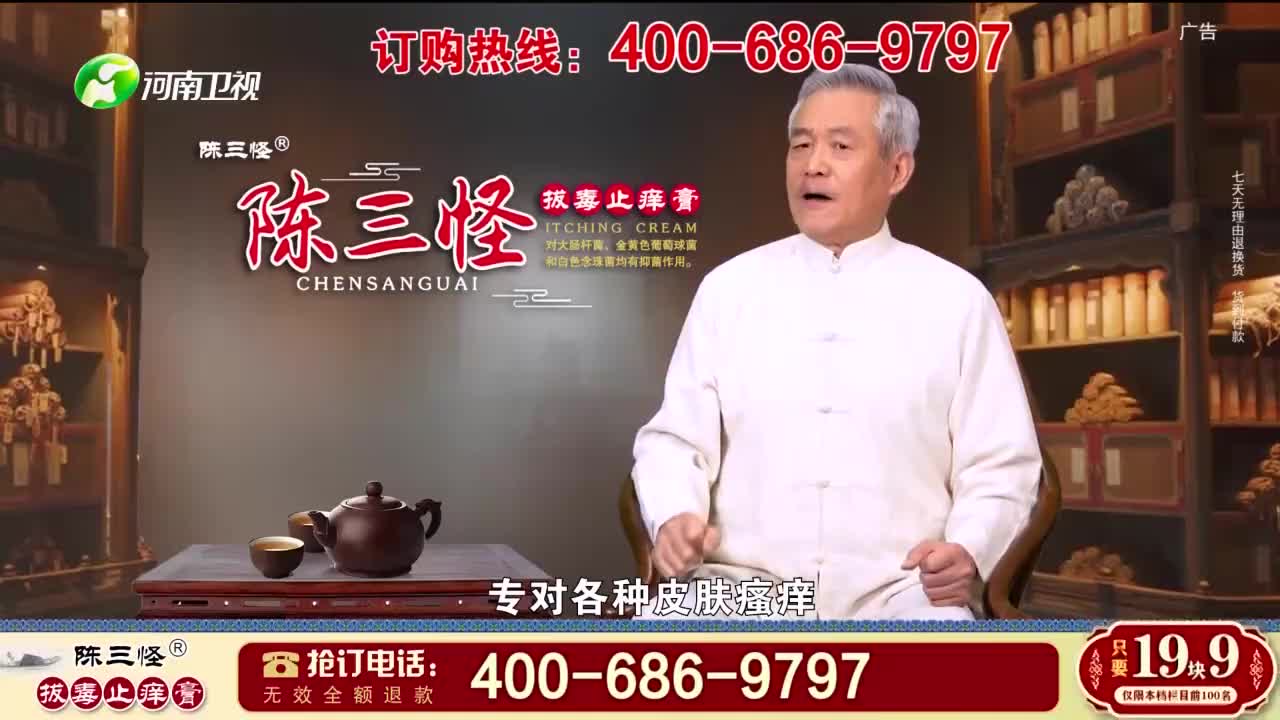 订购热线：400-686-9797
广告
河南卫视
陈三怪®
陈三怪
拔毒止痒膏
ITCHING CREAM
对大肠杆菌、金黄色葡萄球菌
和白色念珠菌均有抑菌作用。
CHENSANGUAI
七天无理由退换货 货到付款
专对各种皮肤瘙痒
陈三怪®
拔毒止痒膏
抢订电话：
无效全额退款
400-686-9797
只要19块9
仅限本档栏目前100名